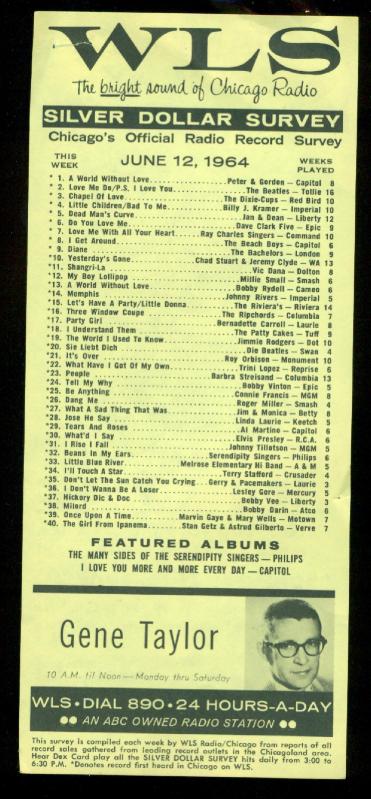 WLS
The bright sound of Chicago Radio
SILVER DOLLAR SURVEY
Chicago's Official Radio Record Survey
THIS WEEK JUNE 12, 1964 WEEKS PLAYED
* 1. A World Without Love Peter & Gordon — Capitol 8
* 2. Love Me Do/P.S. I Love You The Beatles — Tollie 16
* 3. Chapel Of Love The Dixie-Cups — Red Bird 10
* 4. Little Children/Bad To Me Billy J. Kramer — Imperial 10
* 5. Dead Man's Curve Jan & Dean — Liberty 12
* 6. Do You Love Me Dave Clark Five — Epic 9
* 7. Love Me With All Your Heart Ray Charles Singers — Command 10
* 8. I Get Around The Beach Boys — Capitol 6
* 9. Diane The Bachelors — London 9
*10. Yesterday's Gone Chad Stuart & Jeremy Clyde — WA 13
*11. Shangri-La Vic Dana — Dolton 8
*12. My Boy Lollipop Millie Small — Smash 6
*13. A World Without Love Bobby Rydell — Cameo 6
*14. Memphis Johnny Rivers — Imperial 5
*15. Let's Have A Party/Little Donna The Riviera's — Riviera 14
*16. Three Window Coupe The Ripchords — Columbia 7
*17. Party Girl Bernadette Carroll — Laurie 8
*18. I Understand Them The Patty Cakes — Tuff 9
*19. The World I Used To Know Jimmie Rodgers — Dot 10
*20. Sie Liebt Dich Die Beatles — Swan 4
*21. It's Over Roy Orbison — Monument 10
*22. What Have I Got Of My Own Trini Lopez — Reprise 6
*23. People Barbra Streisand — Columbia 13
*24. Tell My Why Bobby Vinton — Epic 5
*25. Be Anything Connie Francis — MGM 8
*26. Dang Me Roger Miller — Smash 4
*27. What A Sad Thing That Was Jim & Monica — Betty 8
*28. Jose He Say Linda Laurie — Keetch 5
*29. Tears And Roses Al Martino — Capitol 6
*30. What'd I Say Elvis Presley — R.C.A. 6
*31. I Rise I Fall Johnny Tillotson — MGM 5
*32. Beans In My Ears Serendipity Singers — Philips 6
*33. Little Blue River Melrose Elementary Hi Band — A & M 5
*34. I'll Touch A Star Terry Stafford — Crusader 4
*35. Don't Let The Sun Catch You Crying Gerry & Pacemakers — Laurie 3
*36. I Don't Wanna Be A Loser Lesley Gore — Mercury 5
*37. Hickory Dic & Doc Bobby Vee — Liberty 3
*38. Milord Bobby Darin — Atco 6
*39. Once Upon A Time Marvin Gaye & Mary Wells — Motown 7
*40. The Girl From Ipanema Stan Getz & Astrud Gilberto — Verve 7
FEATURED ALBUMS
THE MANY SIDES OF THE SERENDIPITY SINGERS — PHILIPS
I LOVE YOU MORE AND MORE EVERY DAY — CAPITOL
Gene Taylor
10 A.M. til Noon — Monday thru Saturday
WLS • DIAL 890 • 24 HOURS-A-DAY
●● AN ABC OWNED RADIO STATION ●●
This survey is compiled each week by WLS Radio/Chicago from reports of all
record sales gathered from leading record outlets in the Chicagoland area.
Hear Dex Card play all the SILVER DOLLAR SURVEY hits daily from 3:00 to
6:30 P.M. *Denotes record first heard in Chicago on WLS.